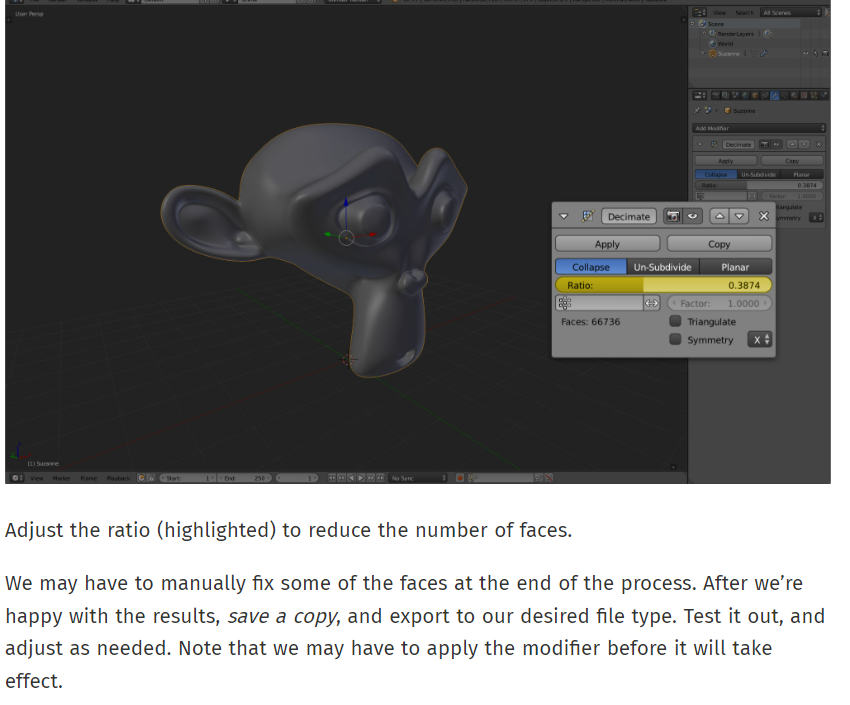 User Persp
View Search All Scenes
Scene
RenderLayers
World
Suzanne
Suzanne
Add Modifier
Decimate
Apply Copy
Collapse Un-Subdivide Planar
Ratio: 0.3874
Factor: 1.0000
Decimate
Apply Copy
Collapse Un-Subdivide Planar
Ratio: 0.3874
Factor: 1.0000
Faces: 66736 Triangulate
Symmetry X
(1) Suzanne
View Marker Frame Playback Start: 1 End: 250 1 No Sync
Adjust the ratio (highlighted) to reduce the number of faces.
We may have to manually fix some of the faces at the end of the process. After we’re
happy with the results, save a copy, and export to our desired file type. Test it out, and
adjust as needed. Note that we may have to apply the modifier before it will take
effect.